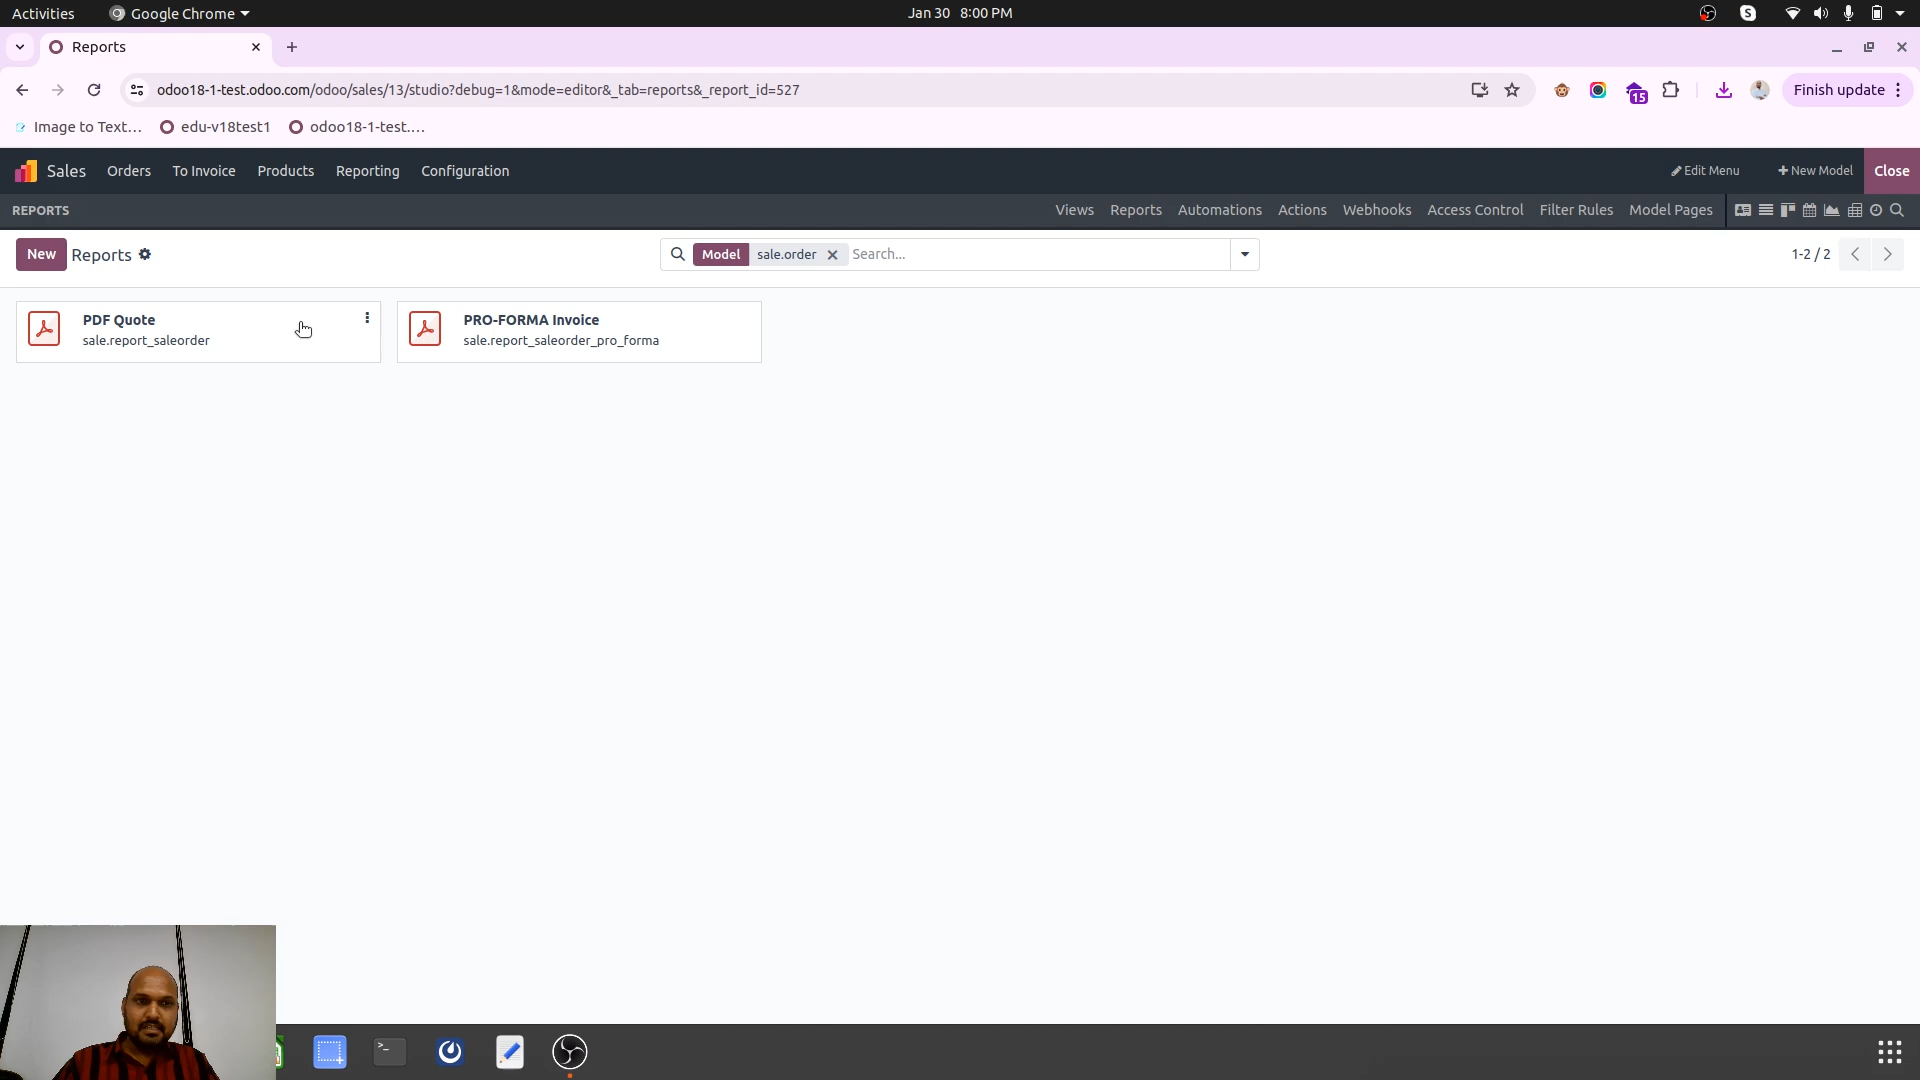 Activities Google Chrome Jan 30 8:00 PM S
Reports
odoo18-1-test.odoo.com/odoo/sales/13/studio?debug=1&mode=editor&_tab=reports&_report_id=527 15 Finish update
Image to Text... edu-v18test1 odoo18-1-test....
Sales Orders To Invoice Products Reporting Configuration Edit Menu New Model Close
REPORTS Views Reports Automations Actions Webhooks Access Control Filter Rules Model Pages
New Reports Model sale.order Search... 1-2 / 2
PDF Quote
sale.report_saleorder
PRO-FORMA Invoice
sale.report_saleorder_pro_forma